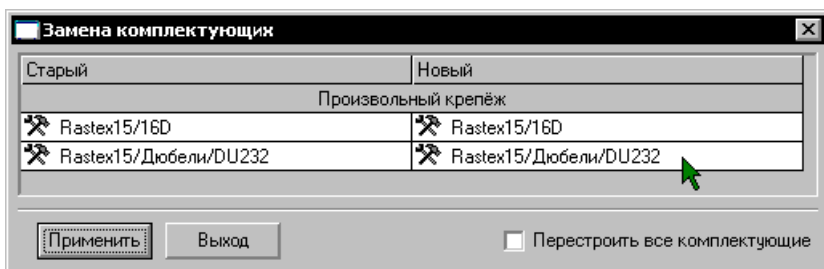 Замена комплектующих
Старый Новый
Произвольный крепёж
Rastex15/16D Rastex15/16D
Rastex15/Дюбели/DU232 Rastex15/Дюбели/DU232
Применить Выход Перестроить все комплектующие